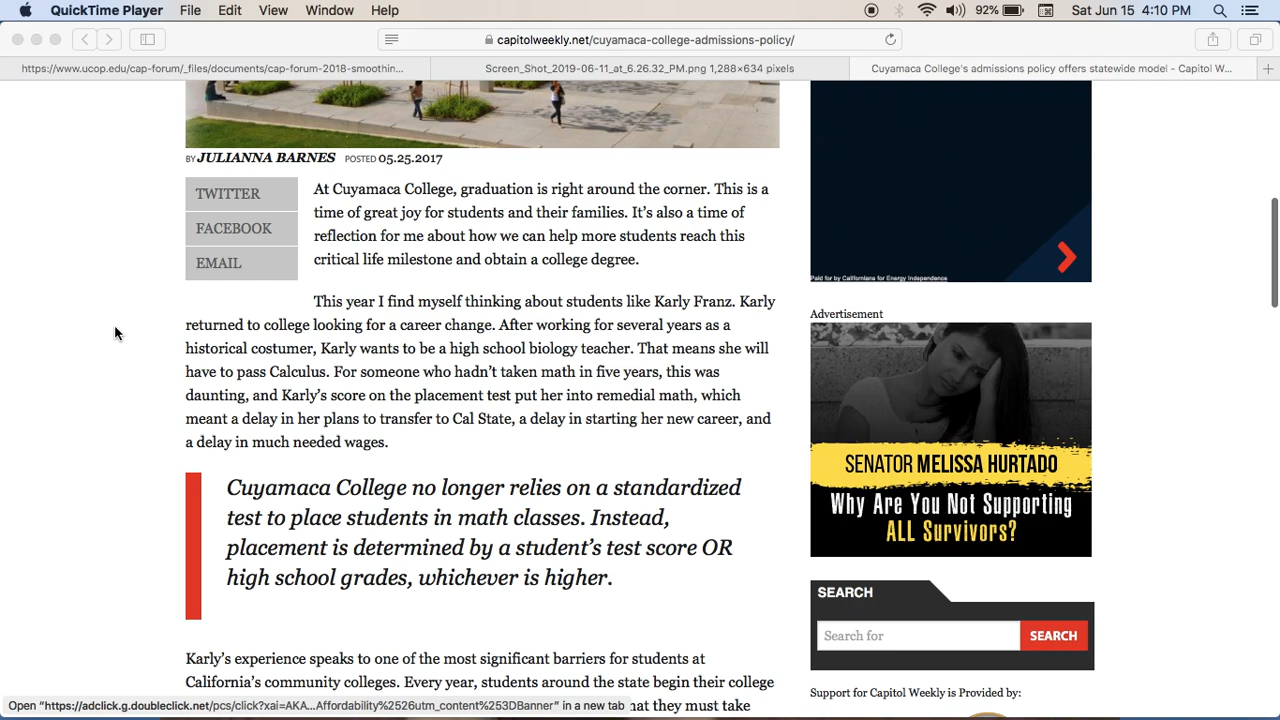 QuickTime Player File Edit View Window Help 92% Sat Jun 15 4:10 PM
capitolweekly.net/cuyamaca-college-admissions-policy/
https://www.ucop.edu/cap-forum/_files/documents/cap-forum-2018-smoothin... Screen_Shot_2019-06-11_at_6.26.32_PM.png 1,288×634 pixels Cuyamaca College's admissions policy offers statewide model - Capitol W...
BY JULIANNA BARNES POSTED 05.25.2017
TWITTER
FACEBOOK
EMAIL
At Cuyamaca College, graduation is right around the corner. This is a
time of great joy for students and their families. It's also a time of
reflection for me about how we can help more students reach this
critical life milestone and obtain a college degree.
This year I find myself thinking about students like Karly Franz. Karly
returned to college looking for a career change. After working for several years as a
historical costumer, Karly wants to be a high school biology teacher. That means she will
have to pass Calculus. For someone who hadn't taken math in five years, this was
daunting, and Karly's score on the placement test put her into remedial math, which
meant a delay in her plans to transfer to Cal State, a delay in starting her new career, and
a delay in much needed wages.
Cuyamaca College no longer relies on a standardized
test to place students in math classes. Instead,
placement is determined by a student's test score OR
high school grades, whichever is higher.
Karly's experience speaks to one of the most significant barriers for students at
California's community colleges. Every year, students around the state begin their college
hat they must take
Open "https://adclick.g.doubleclick.net/pcs/click?xai=AKA...Affordability%2526utm_content%253DBanner" in a new tab
Paid for by Californians for Energy Independence
Advertisement
SENATOR MELISSA HURTADO
Why Are You Not Supporting
ALL Survivors?
SEARCH
Search for SEARCH
Support for Capitol Weekly is Provided by: